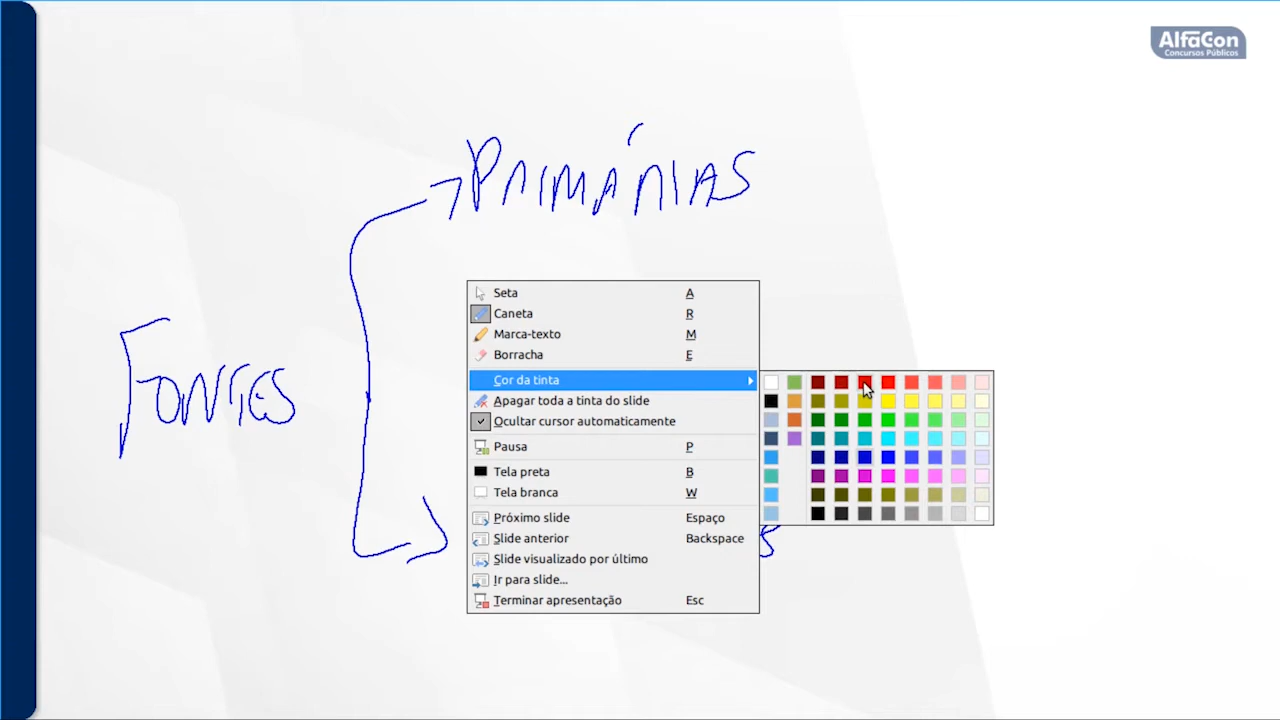 AlfaCon
Concursos Públicos
PRIMÁRIAS
FONTES
Seta A
Caneta R
Marca-texto M
Borracha E
Cor da tinta
Apagar toda a tinta do slide
Ocultar cursor automaticamente
Pausa P
Tela preta B
Tela branca W
Próximo slide Espaço
Slide anterior Backspace
Slide visualizado por último
Ir para slide...
Terminar apresentação Esc